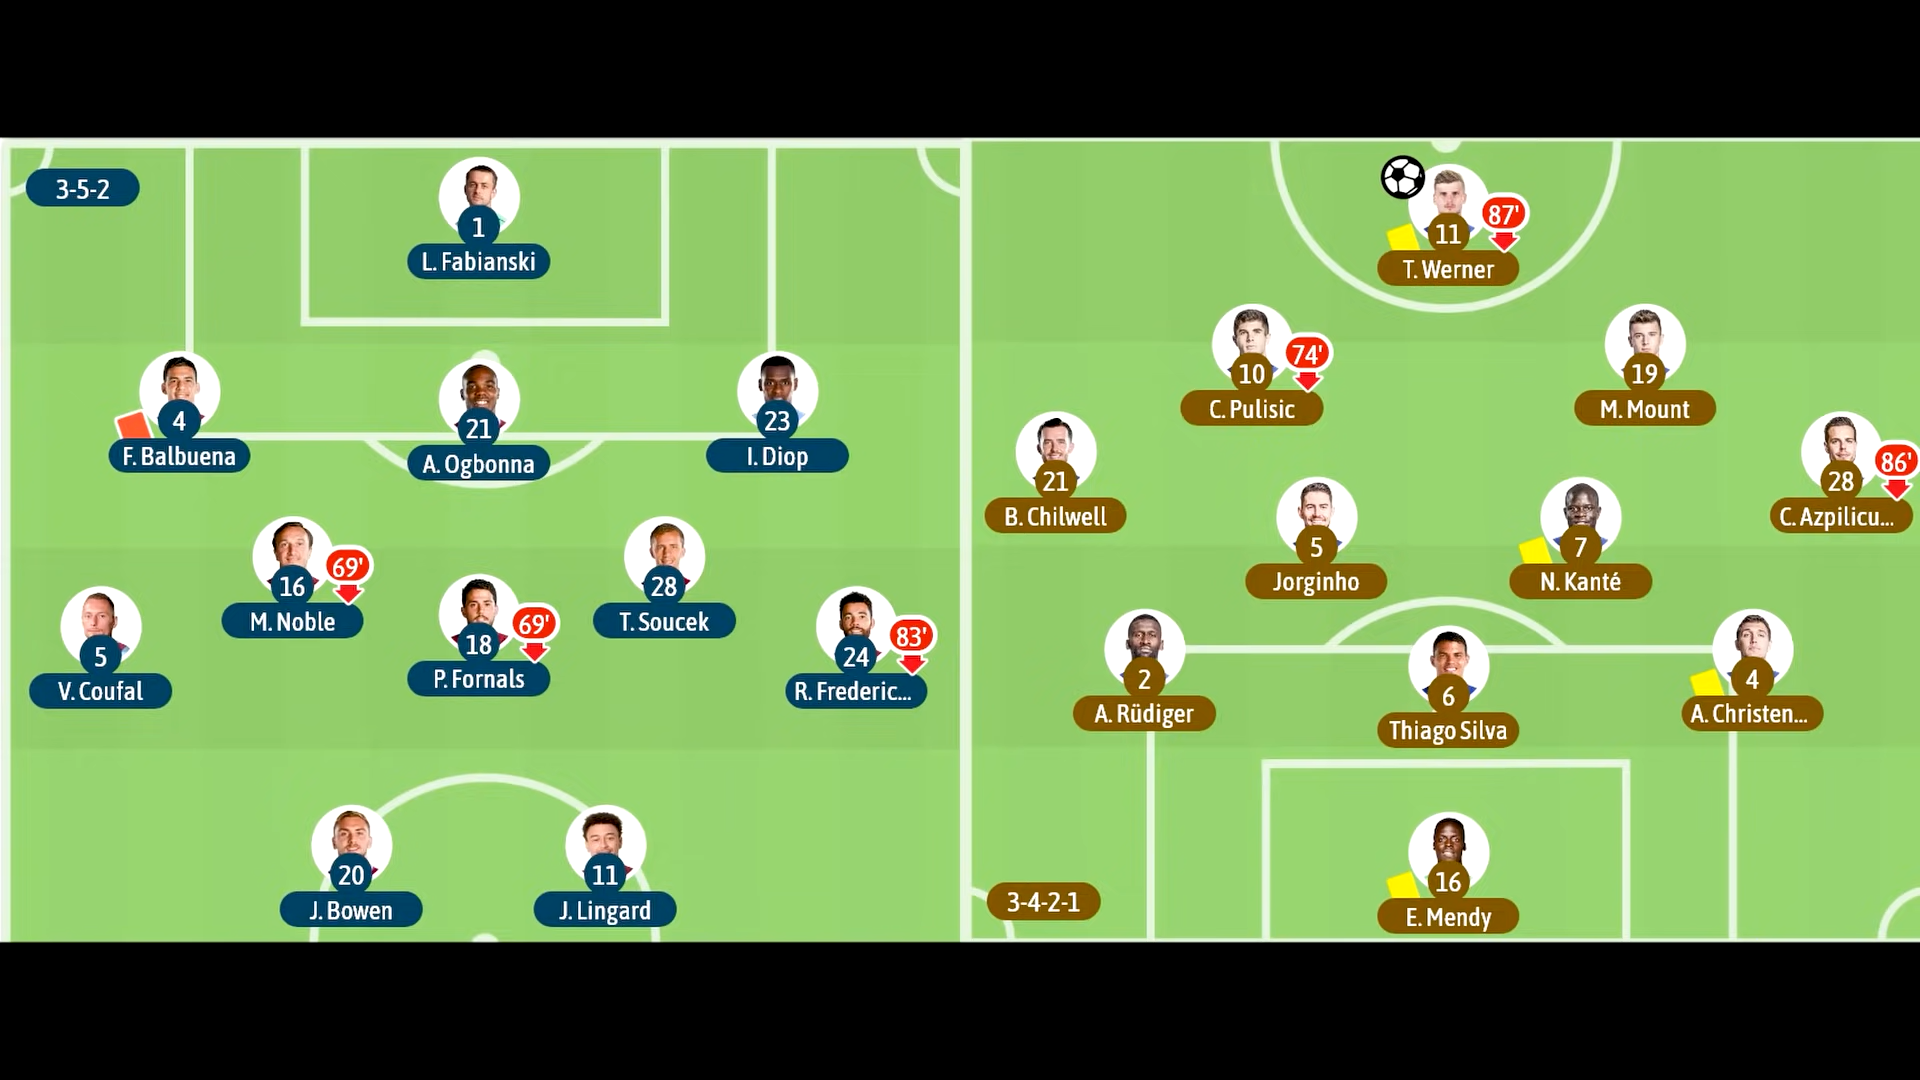 3-5-2
1
L. Fabianski
4
F. Balbuena
21
A. Ogbonna
23
I. Diop
16
69'
M. Noble
28
T. Soucek
5
V. Coufal
18
69'
P. Fornals
24
83'
R. Frederic...
20
J. Bowen
11
J. Lingard
11
87'
T. Werner
10
74'
C. Pulisic
19
M. Mount
21
B. Chilwell
28
86'
C. Azpilicu...
5
Jorginho
7
N. Kanté
2
A. Rüdiger
6
Thiago Silva
4
A. Christen...
16
E. Mendy
3-4-2-1